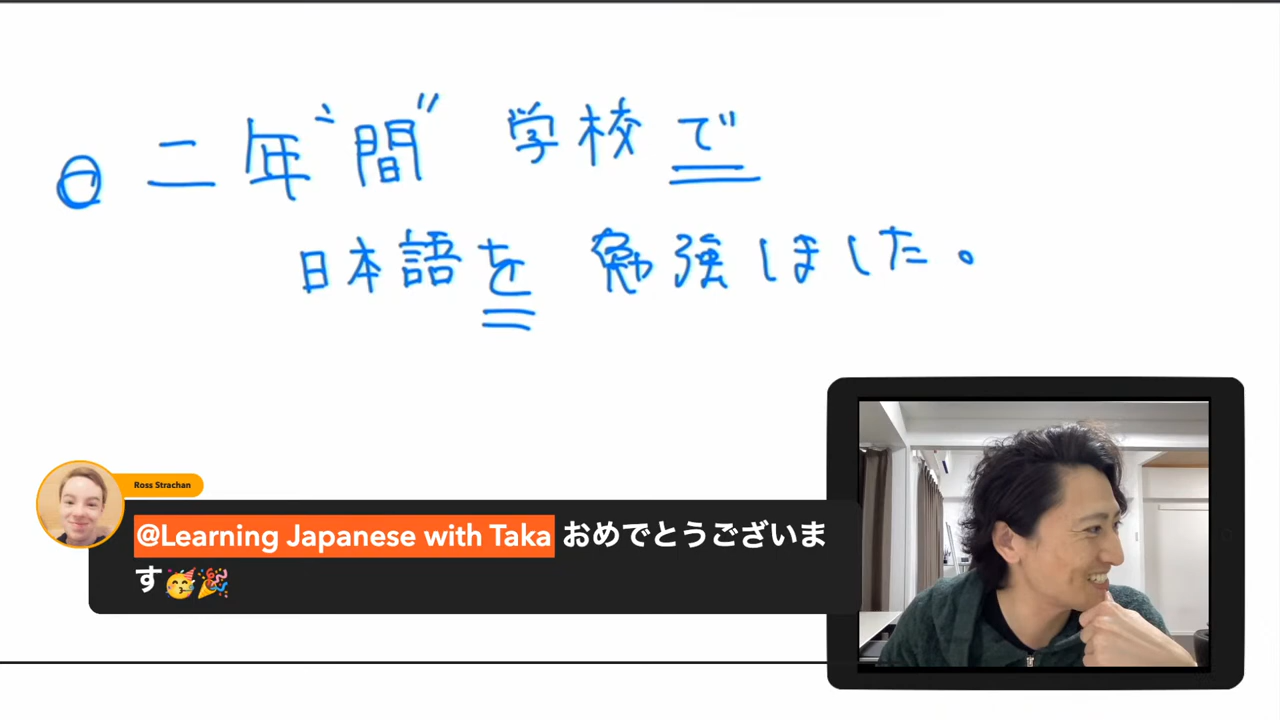 二年"間" 学校で
日本語を 勉強しました。
Ross Strachan
@Learning Japanese with Taka おめでとうございま
す🥳🎉